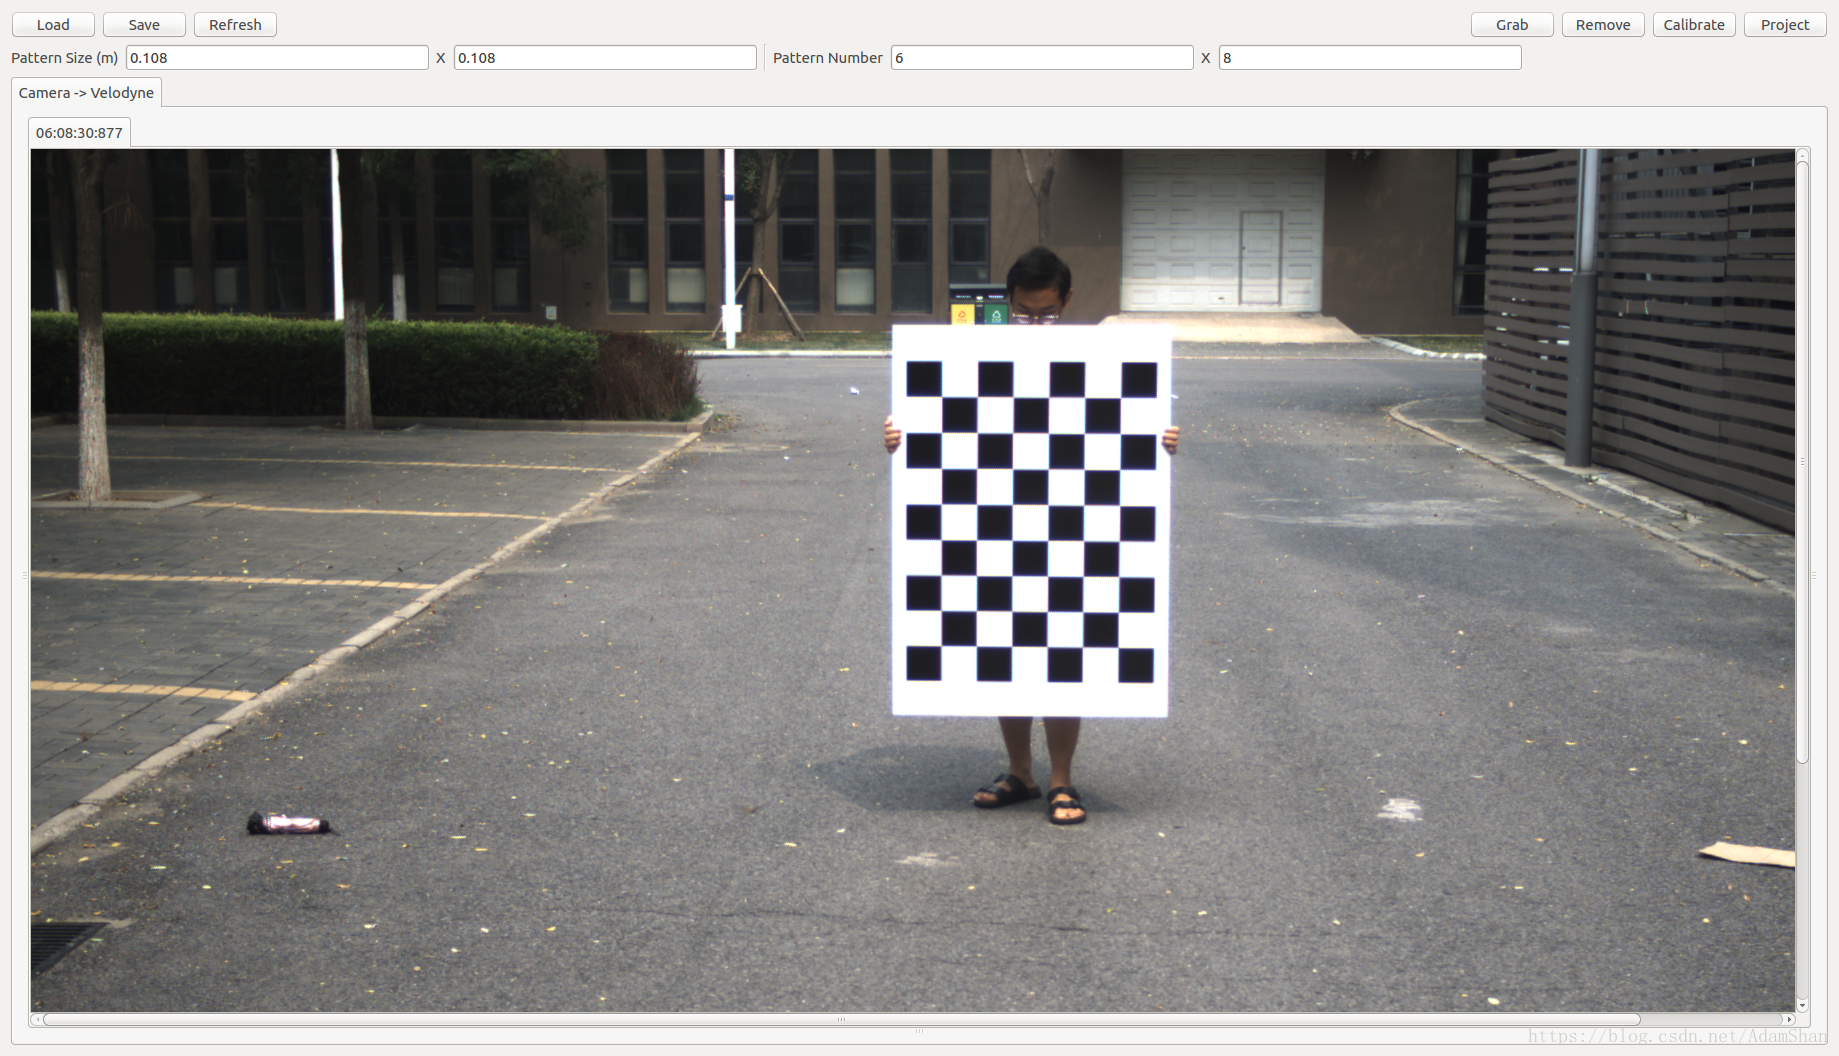 Load Save Refresh Grab Remove Calibrate Project
Pattern Size (m) 0.108 X 0.108 Pattern Number 6 X 8
Camera -> Velodyne
06:08:30:877
https://blog.csdn.net/AdamShan